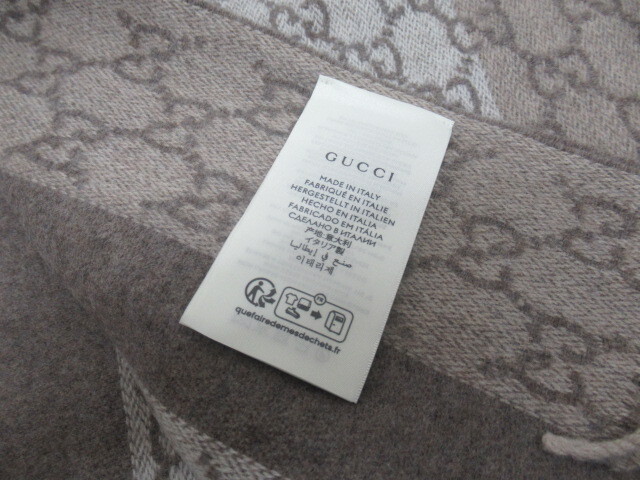 GUCCI
MADE IN ITALY
FABRIQUÉ EN ITALIE
HERGESTELLT IN ITALIEN
HECHO EN ITALIA
FABRICADO EM ITÁLIA
СДЕЛАНО В ИТАЛИИ
产地: 意大利
イタリア製
صنع في إيطاليا
이태리제
quefairedemesdechets.fr